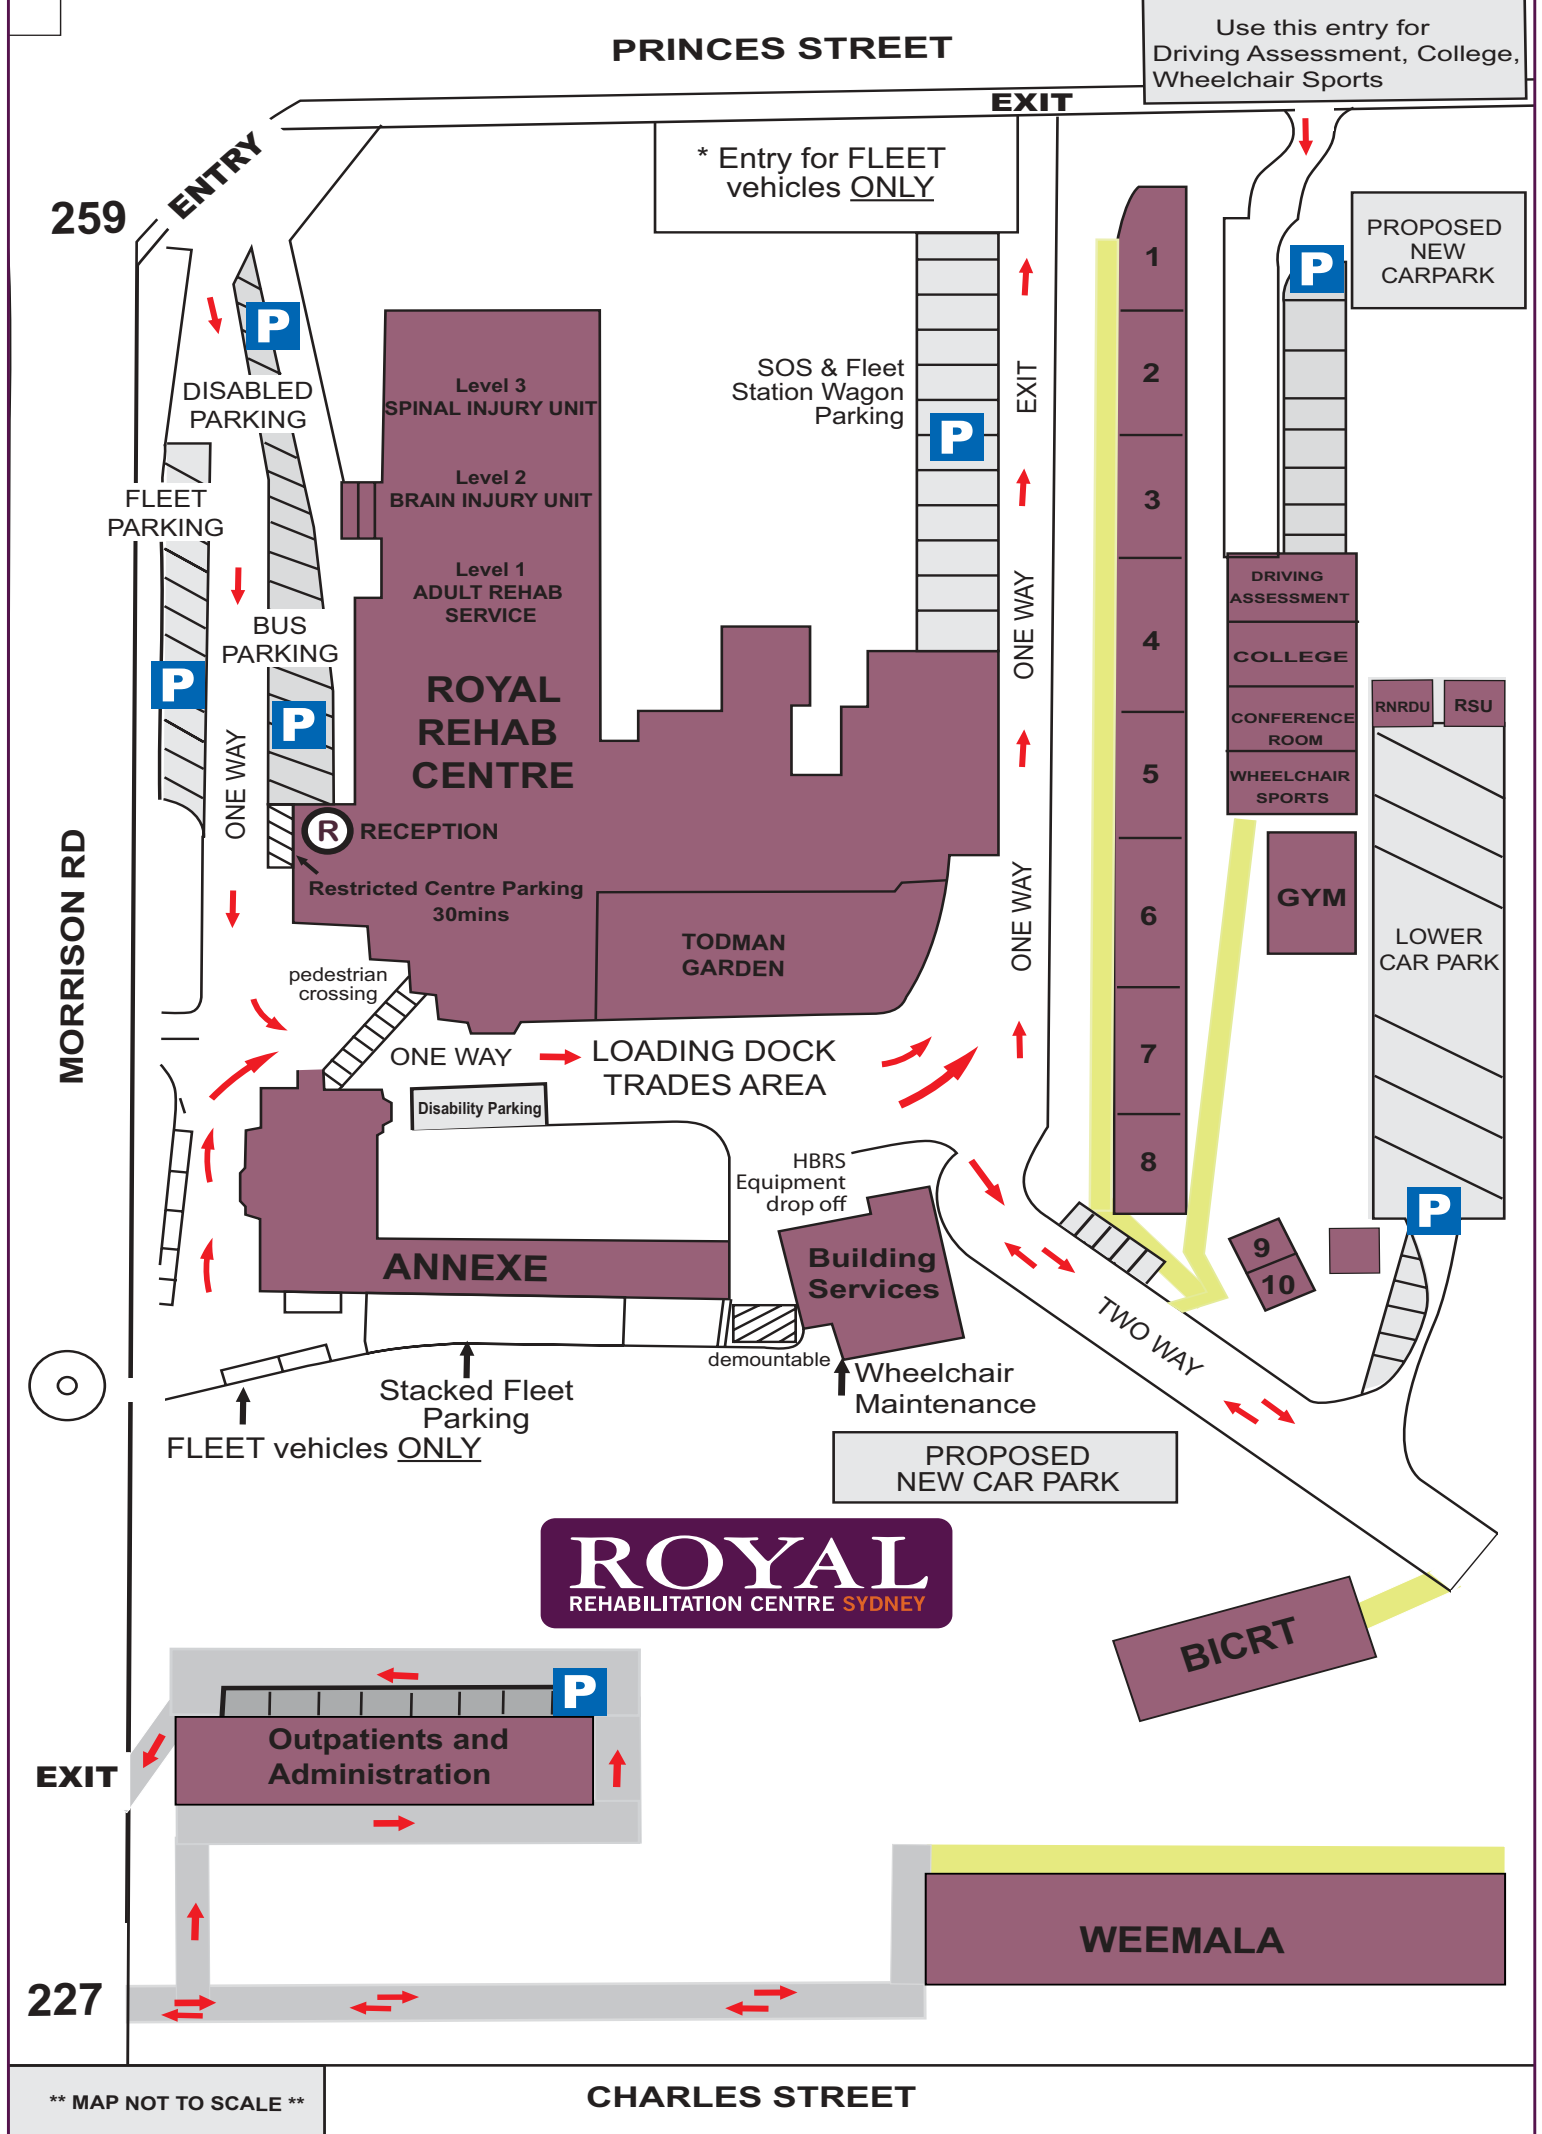 Use this entry for
Driving Assessment, College,
Wheelchair Sports
PRINCES STREET
EXIT
ENTRY
* Entry for FLEET
vehicles ONLY
259
PROPOSED
NEW
CARPARK
P
P
1
2
3
4
5
6
7
8
DISABLED
PARKING
Level 3
SPINAL INJURY UNIT
SOS & Fleet
Station Wagon
Parking
P
EXIT
FLEET
PARKING
Level 2
BRAIN INJURY UNIT
Level 1
ADULT REHAB
SERVICE
ONE WAY
DRIVING
ASSESSMENT
COLLEGE
CONFERENCE
ROOM
WHEELCHAIR
SPORTS
BUS
PARKING
P
P
ROYAL
REHAB
CENTRE
RNRDU
RSU
ONE WAY
R RECEPTION
Restricted Centre Parking
30mins
GYM
ONE WAY
MORRISON RD
TODMAN
GARDEN
LOWER
CAR PARK
pedestrian
crossing
ONE WAY
LOADING DOCK
TRADES AREA
Disability Parking
HBRS
Equipment
drop off
P
ANNEXE
Building
Services
9
10
TWO WAY
demountable
Wheelchair
Maintenance
Stacked Fleet
Parking
FLEET vehicles ONLY
PROPOSED
NEW CAR PARK
ROYAL
REHABILITATION CENTRE SYDNEY
BICRT
P
Outpatients and
Administration
EXIT
WEEMALA
227
** MAP NOT TO SCALE **
CHARLES STREET